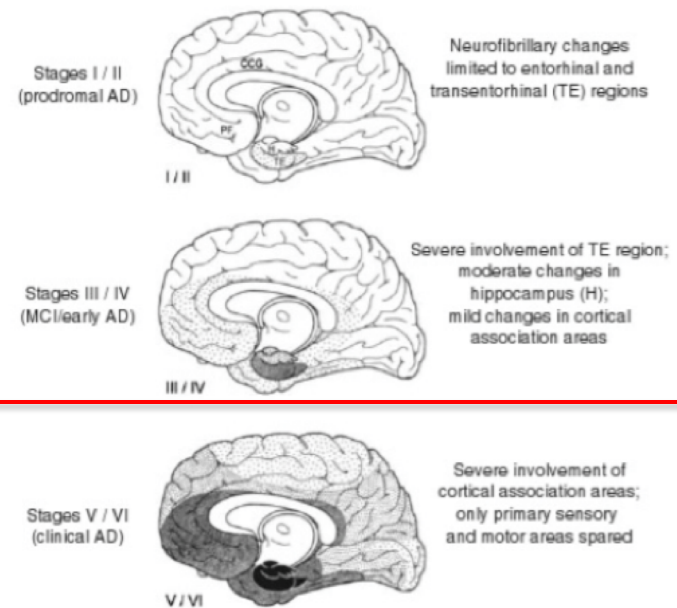 Stages I / II
(prodromal AD)
CCG
PF
H
TE
I / II
Neurofibrillary changes
limited to entorhinal and
transentorhinal (TE) regions
Stages III / IV
(MCI/early AD)
III / IV
Severe involvement of TE region;
moderate changes in
hippocampus (H);
mild changes in cortical
association areas
Stages V / VI
(clinical AD)
V / VI
Severe involvement of
cortical association areas;
only primary sensory
and motor areas spared